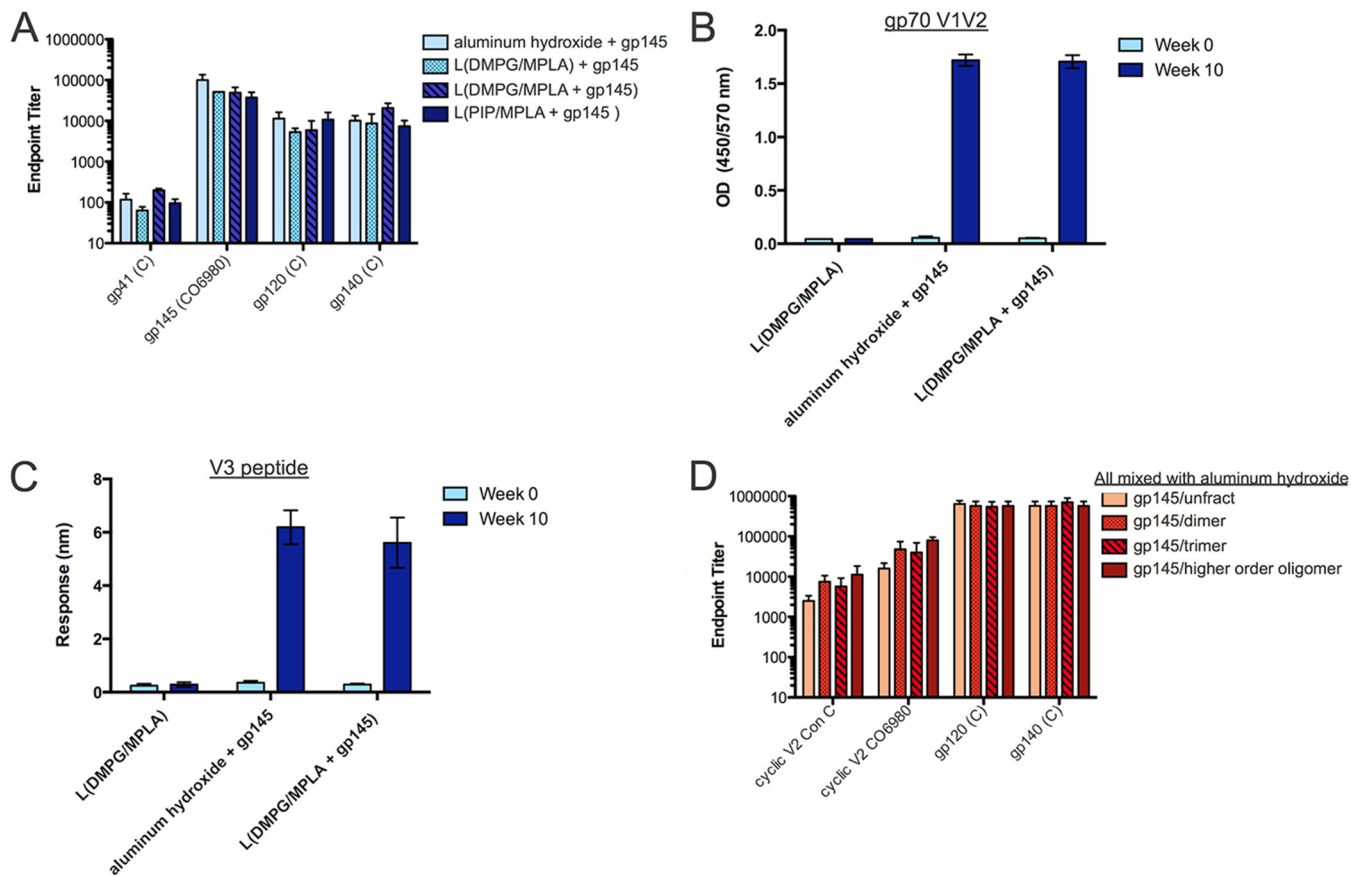 A
1000000
100000
10000
1000
100
10
Endpoint Titer
gp41 (C)
gp145 (CO6980)
gp120 (C)
gp140 (C)
aluminum hydroxide + gp145
L(DMPG/MPLA) + gp145
L(DMPG/MPLA + gp145)
L(PIP/MPLA + gp145 )
B
gp70 V1V2
2.0
1.5
1.0
0.5
0.0
OD (450/570 nm)
L(DMPG/MPLA)
aluminum hydroxide + gp145
L(DMPG/MPLA + gp145)
Week 0
Week 10
C
V3 peptide
8
6
4
2
0
Response (nm)
L(DMPG/MPLA)
aluminum hydroxide + gp145
L(DMPG/MPLA + gp145)
Week 0
Week 10
D
All mixed with aluminum hydroxide
gp145/unfract
gp145/dimer
gp145/trimer
gp145/higher order oligomer
1000000
100000
10000
1000
100
10
Endpoint Titer
cyclic V2 Con C
cyclic V2 CO6980
gp120 (C)
gp140 (C)